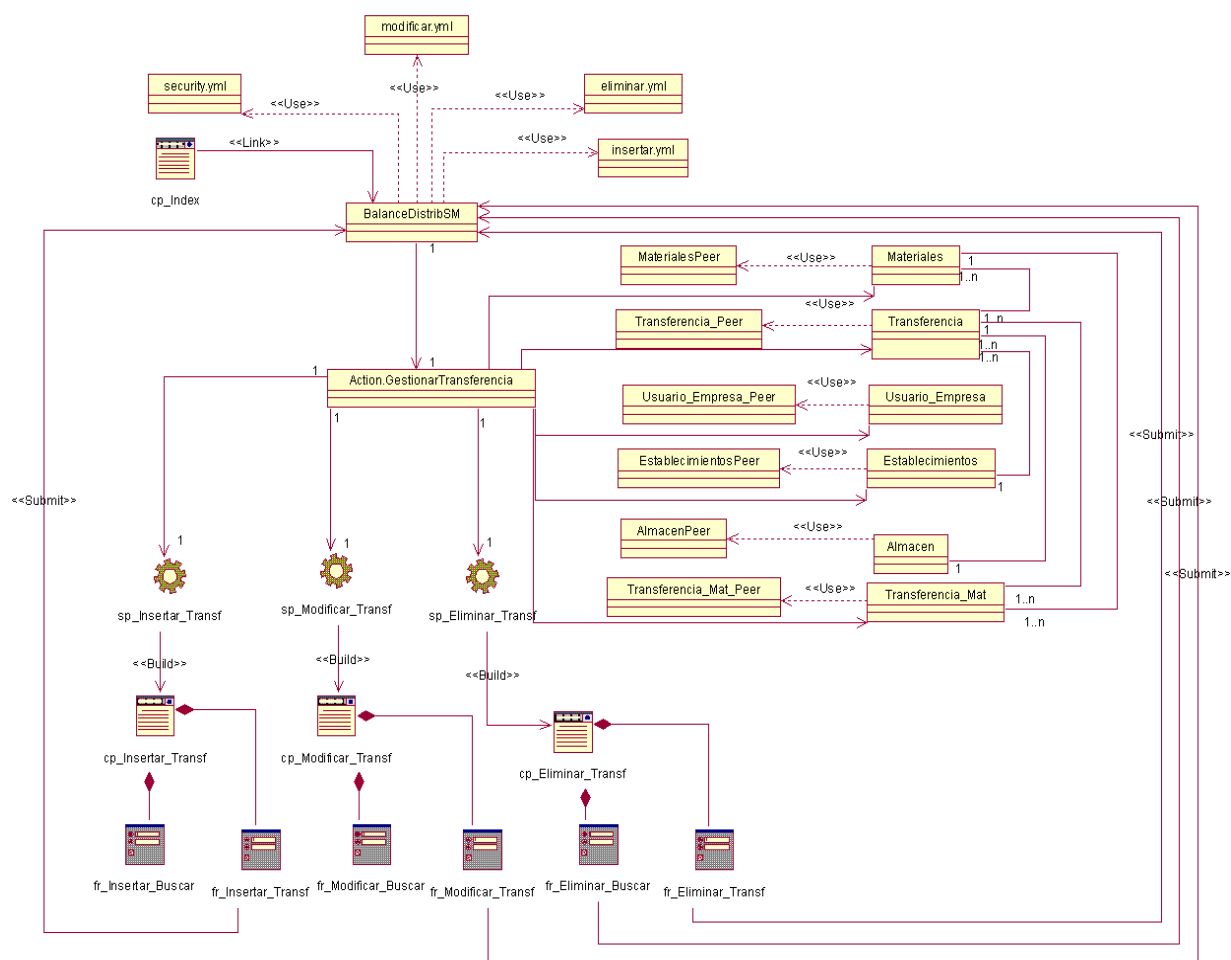 modificar.yml
security.yml
eliminar.yml
<<Use>>
<<Use>>
<<Use>>
<<Use>>
<<Link>>
insertar.yml
cp_Index
BalanceDistribSM
1
MaterialesPeer
<<Use>>
Materiales
1
1..n
Transferencia_Peer
<<Use>>
Transferencia
1..n
1
1..n
1..n
1
1
Action.GestionarTransferencia
1
1
Usuario_Empresa_Peer
<<Use>>
Usuario_Empresa
<<Submit>>
EstablecimientosPeer
<<Use>>
Establecimientos
1
<<Submit>>
<<Submit>>
AlmacenPeer
<<Use>>
Almacen
1
1
1
1
<<Submit>>
Transferencia_Mat_Peer
<<Use>>
Transferencia_Mat
1..n
1..n
sp_Insertar_Transf
sp_Modificar_Transf
sp_Eliminar_Transf
<<Build>>
<<Build>>
<<Build>>
cp_Insertar_Transf
cp_Modificar_Transf
cp_Eliminar_Transf
fr_Insertar_Buscar
fr_Insertar_Transf
fr_Modificar_Buscar
fr_Modificar_Transf
fr_Eliminar_Buscar
fr_Eliminar_Transf